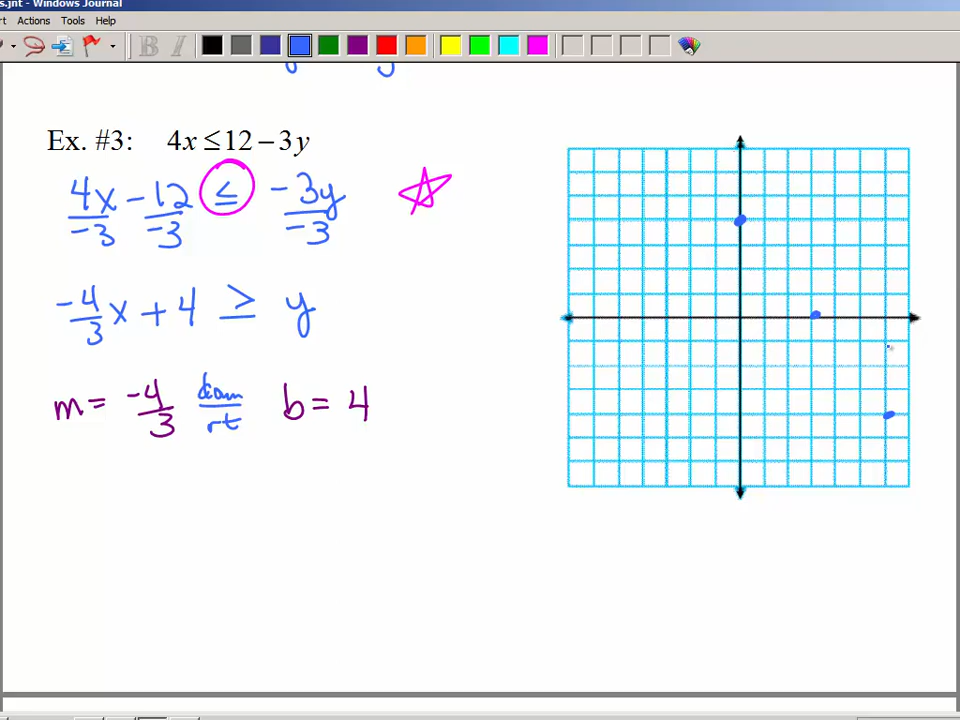 s.jnt - Windows Journal
rt Actions Tools Help
B I
Ex. #3: 4x ≤ 12 − 3y
4x − 12 ≤ −3y
−3 −3 −3
−4/3 x + 4 ≥ y
m = −4/3 down/rt b = 4